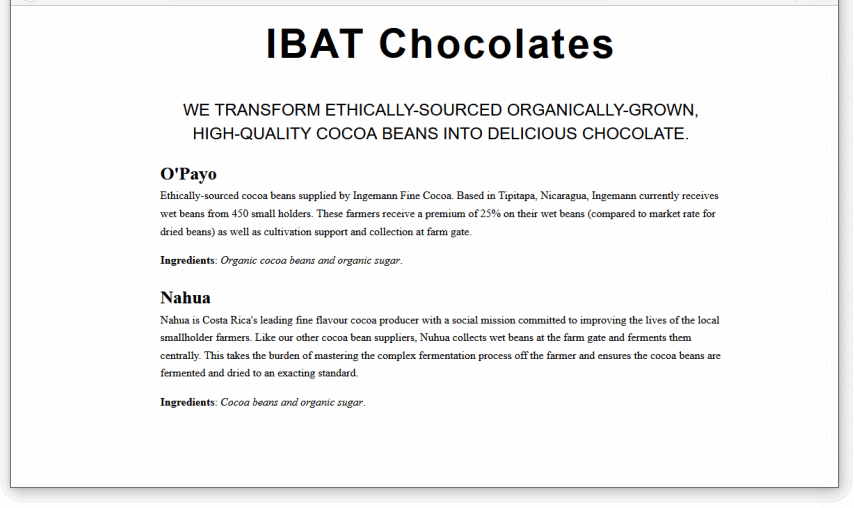 IBAT Chocolates
WE TRANSFORM ETHICALLY-SOURCED ORGANICALLY-GROWN,
HIGH-QUALITY COCOA BEANS INTO DELICIOUS CHOCOLATE.
O'Payo
Ethically-sourced cocoa beans supplied by Ingemann Fine Cocoa. Based in Tipitapa, Nicaragua, Ingemann currently receives
wet beans from 450 small holders. These farmers receive a premium of 25% on their wet beans (compared to market rate for
dried beans) as well as cultivation support and collection at farm gate.
Ingredients: Organic cocoa beans and organic sugar.
Nahua
Nahua is Costa Rica's leading fine flavour cocoa producer with a social mission committed to improving the lives of the local
smallholder farmers. Like our other cocoa bean suppliers, Nuhua collects wet beans at the farm gate and ferments them
centrally. This takes the burden of mastering the complex fermentation process off the farmer and ensures the cocoa beans are
fermented and dried to an exacting standard.
Ingredients: Cocoa beans and organic sugar.